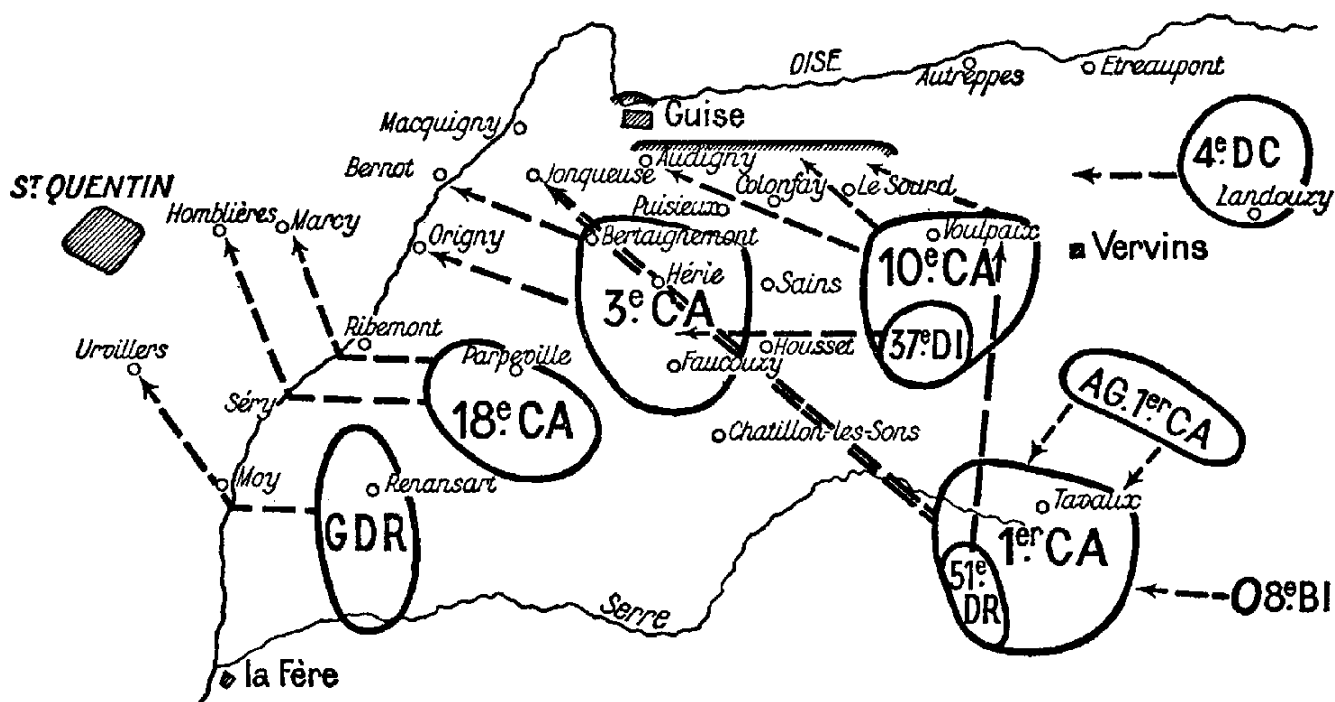 OISE
Autreppes
Etreaupont
Guise
Macquigny
4e. DC
Landouzy
Bernot
Jonqueuse
Audigny
Colonfay
Le Sourd
ST QUENTIN
Homblières
Marcy
Puisieux
Origny
Bertaignemont
Voulpaux
Vervins
10e. CA
Hérie
Sains
3e. CA
Ribemont
Urvillers
Parpeville
Faucouzy
Housset
37e. DI
Séry
18e. CA
AG. 1er CA
Chatillon-les-Sons
Moy
Renansart
Tavaux
GDR
1er. CA
51e.
DR
Serre
8e. BI
la Fère